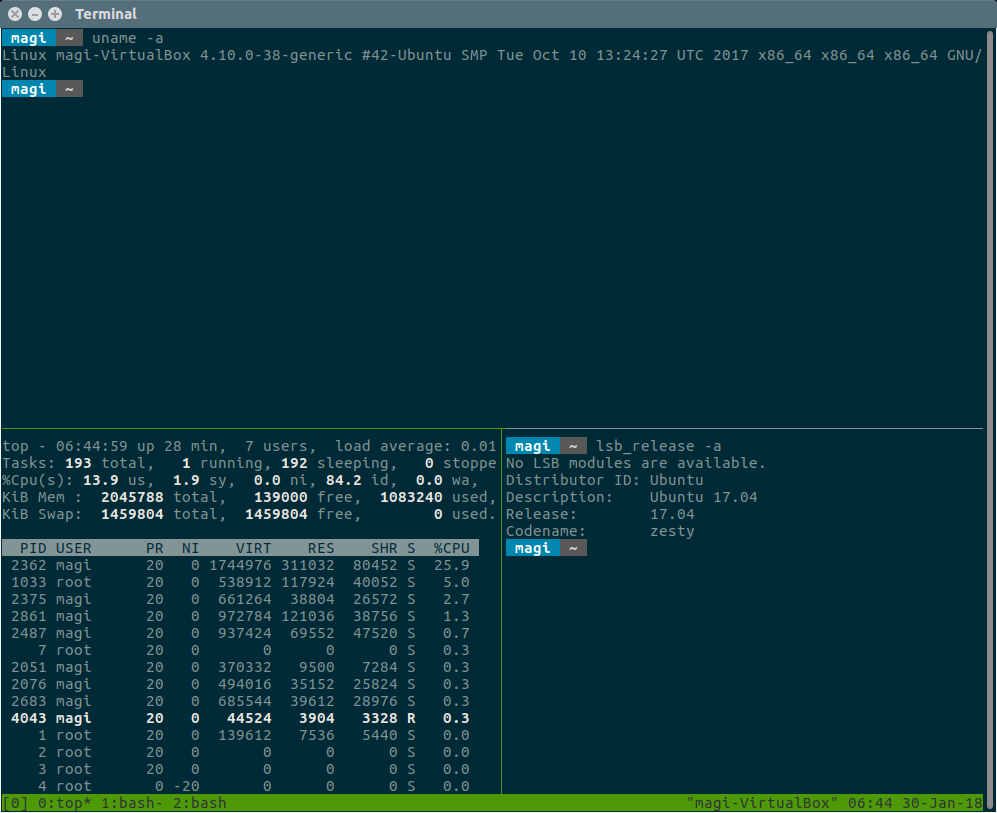 Terminal
magi ~ uname -a
Linux magi-VirtualBox 4.10.0-38-generic #42-Ubuntu SMP Tue Oct 10 13:24:27 UTC 2017 x86_64 x86_64 x86_64 GNU/
Linux
magi ~
top - 06:44:59 up 28 min,  7 users,  load average: 0.01
Tasks: 193 total,   1 running, 192 sleeping,   0 stoppe
%Cpu(s): 13.9 us,  1.9 sy,  0.0 ni, 84.2 id,  0.0 wa,
KiB Mem :  2045788 total,   139000 free,  1083240 used,
KiB Swap:  1459804 total,  1459804 free,        0 used.
PID USER      PR  NI    VIRT    RES    SHR S  %CPU
2362 magi      20   0 1744976 311032  80452 S  25.9
1033 root      20   0  538912 117924  40052 S   5.0
2375 magi      20   0  661264  38804  26572 S   2.7
2861 magi      20   0  972784 121036  38756 S   1.3
2487 magi      20   0  937424  69552  47520 S   0.7
7 root      20   0       0      0      0 S   0.3
2051 magi      20   0  370332   9500   7284 S   0.3
2076 magi      20   0  494016  35152  25824 S   0.3
2683 magi      20   0  685544  39612  28976 S   0.3
4043 magi      20   0   44524   3904   3328 R   0.3
1 root      20   0  139612   7536   5440 S   0.0
2 root      20   0       0      0      0 S   0.0
3 root      20   0       0      0      0 S   0.0
4 root       0 -20       0      0      0 S   0.0
magi ~ lsb_release -a
No LSB modules are available.
Distributor ID: Ubuntu
Description:    Ubuntu 17.04
Release:        17.04
Codename:       zesty
magi ~
[0] 0:top* 1:bash- 2:bash "magi-VirtualBox" 06:44 30-Jan-18